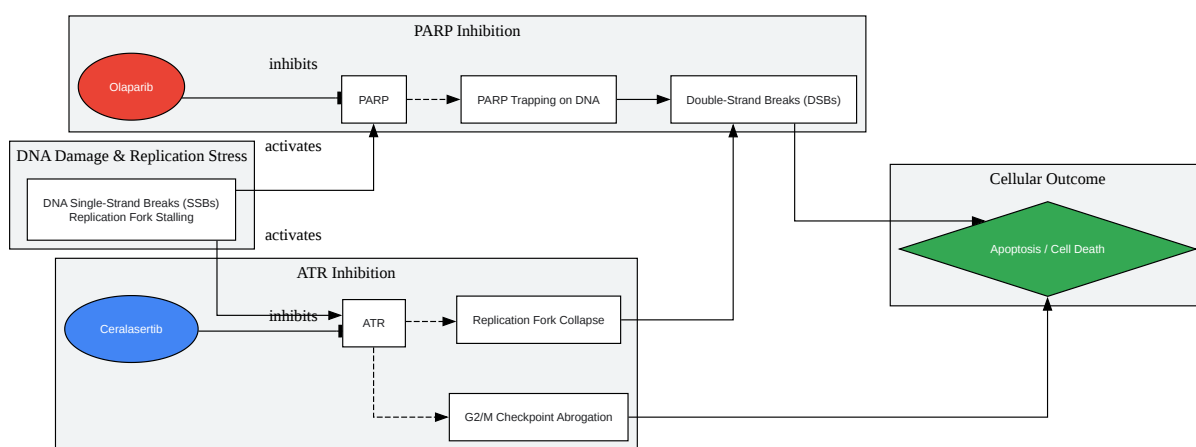 PARP Inhibition
inhibits
Olaparib
PARP
PARP Trapping on DNA
Double-Strand Breaks (DSBs)
activates
DNA Damage & Replication Stress
DNA Single-Strand Breaks (SSBs)
Replication Fork Stalling
activates
Cellular Outcome
Apoptosis / Cell Death
ATR Inhibition
inhibits
Ceralasertib
ATR
Replication Fork Collapse
G2/M Checkpoint Abrogation